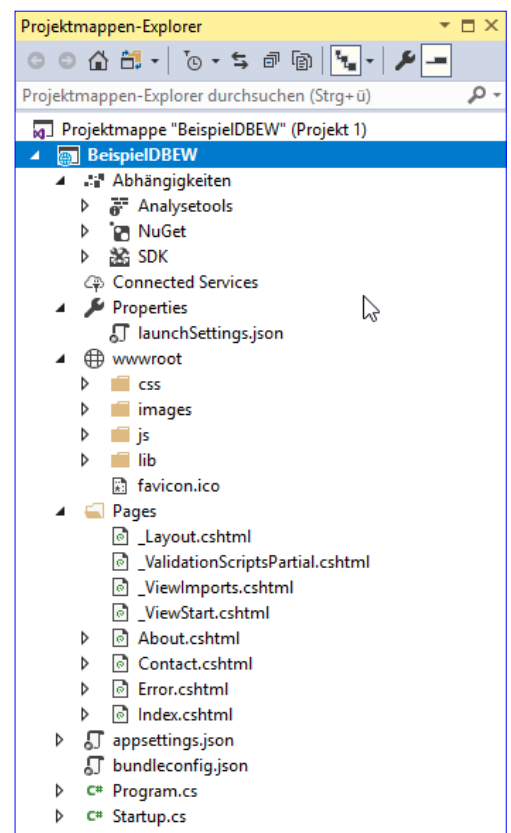 Projektmappen-Explorer
Projektmappen-Explorer durchsuchen (Strg+ü)
Projektmappe "BeispielDBEW" (Projekt 1)
BeispielDBEW
Abhängigkeiten
Analysetools
NuGet
SDK
Connected Services
Properties
launchSettings.json
wwwroot
css
images
js
lib
favicon.ico
Pages
_Layout.cshtml
_ValidationScriptsPartial.cshtml
_ViewImports.cshtml
_ViewStart.cshtml
About.cshtml
Contact.cshtml
Error.cshtml
Index.cshtml
appsettings.json
bundleconfig.json
C# Program.cs
C# Startup.cs